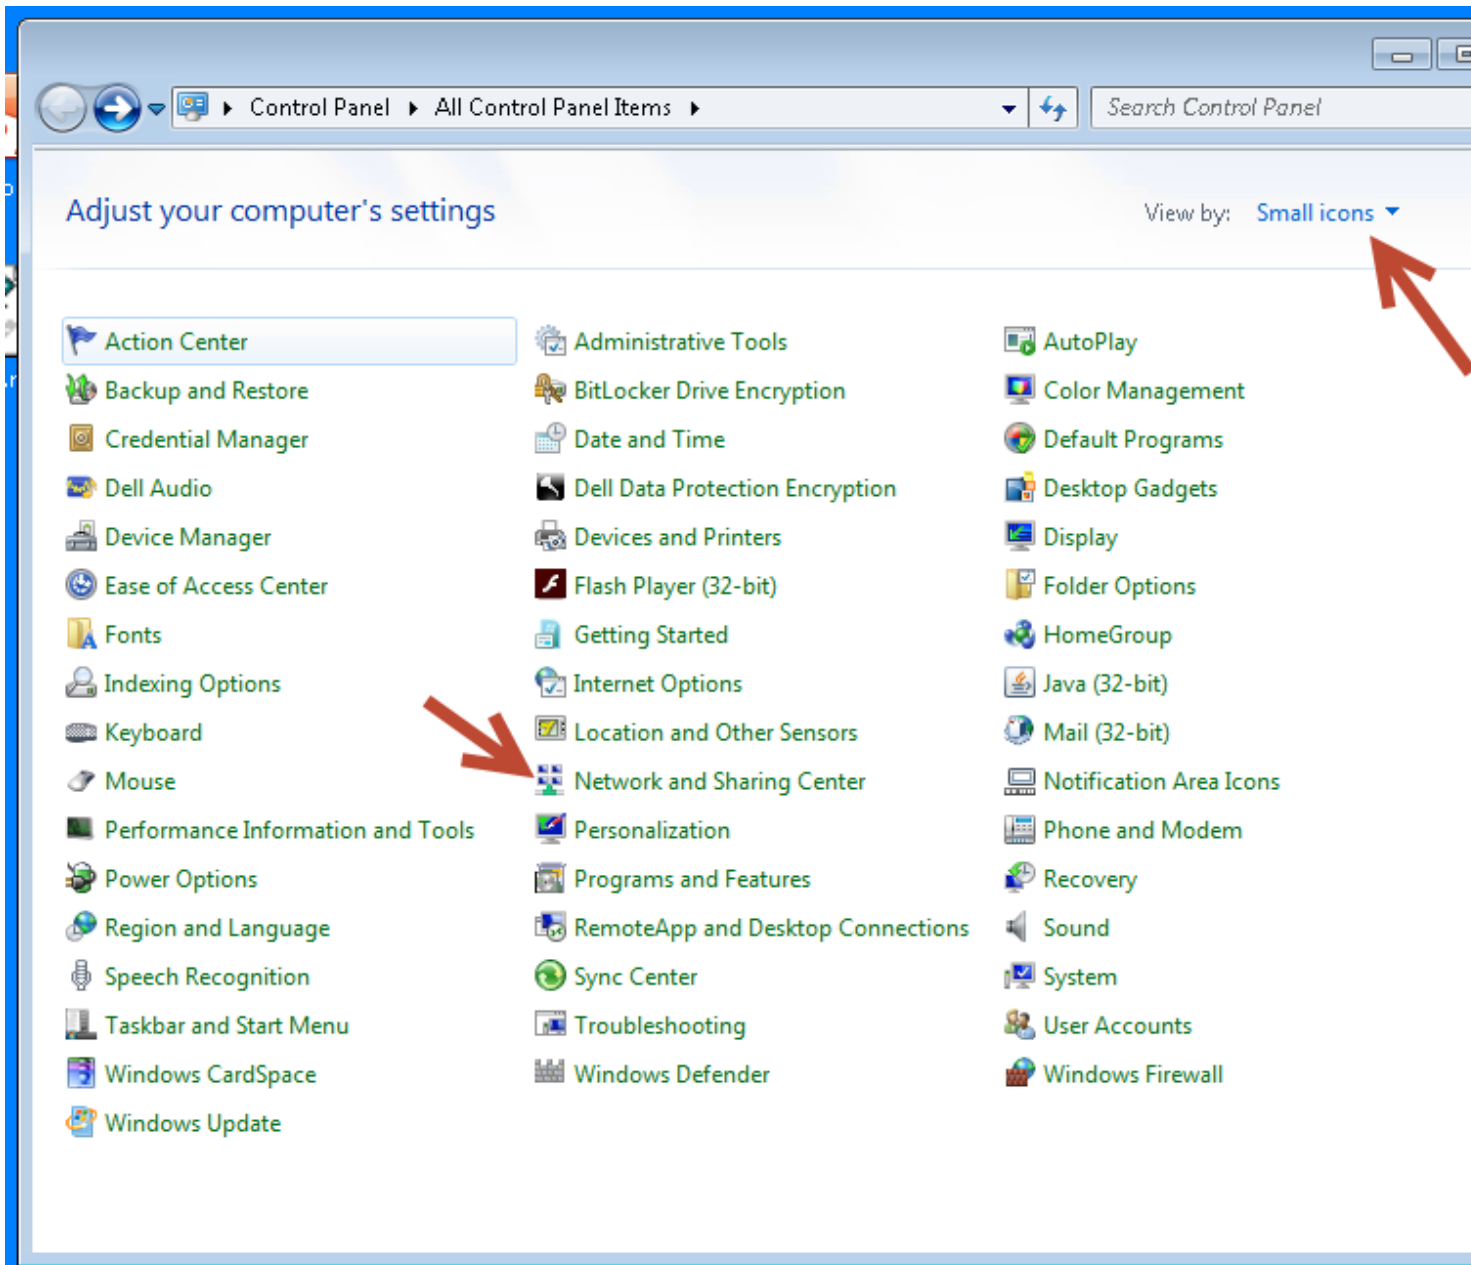 Control Panel All Control Panel Items Search Control Panel
Adjust your computer's settings View by: Small icons
Action Center Administrative Tools AutoPlay
Backup and Restore BitLocker Drive Encryption Color Management
Credential Manager Date and Time Default Programs
Dell Audio Dell Data Protection Encryption Desktop Gadgets
Device Manager Devices and Printers Display
Ease of Access Center Flash Player (32-bit) Folder Options
Fonts Getting Started HomeGroup
Indexing Options Internet Options Java (32-bit)
Keyboard Location and Other Sensors Mail (32-bit)
Mouse Network and Sharing Center Notification Area Icons
Performance Information and Tools Personalization Phone and Modem
Power Options Programs and Features Recovery
Region and Language RemoteApp and Desktop Connections Sound
Speech Recognition Sync Center System
Taskbar and Start Menu Troubleshooting User Accounts
Windows CardSpace Windows Defender Windows Firewall
Windows Update